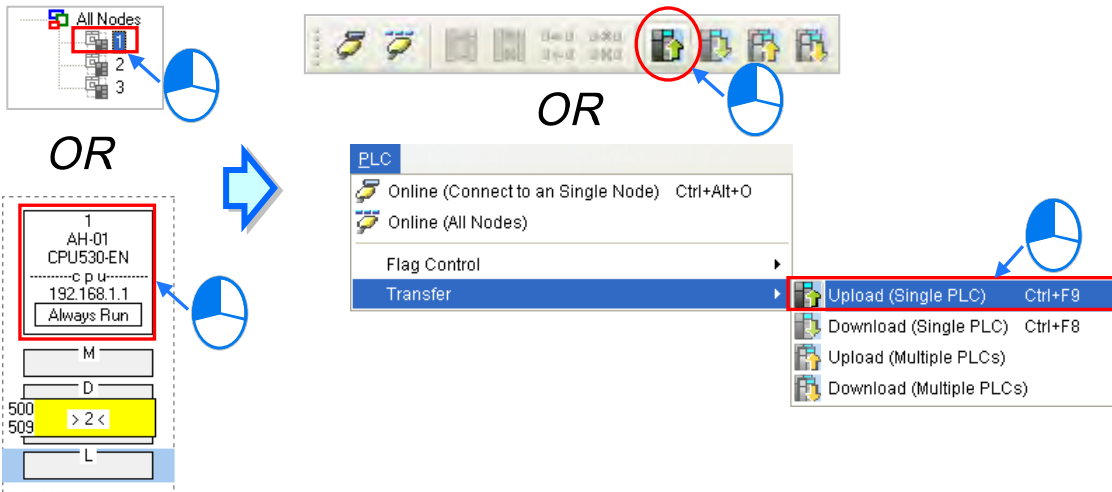 All Nodes
1
2
3
OR
1
AH-01
CPU530-EN
cpu
192.168.1.1
Always Run
M
D
500
509
> 2 <
L
OR
PLC
Online (Connect to an Single Node) Ctrl+Alt+O
Online (All Nodes)
Flag Control
Transfer
Upload (Single PLC) Ctrl+F9
Download (Single PLC) Ctrl+F8
Upload (Multiple PLCs)
Download (Multiple PLCs)